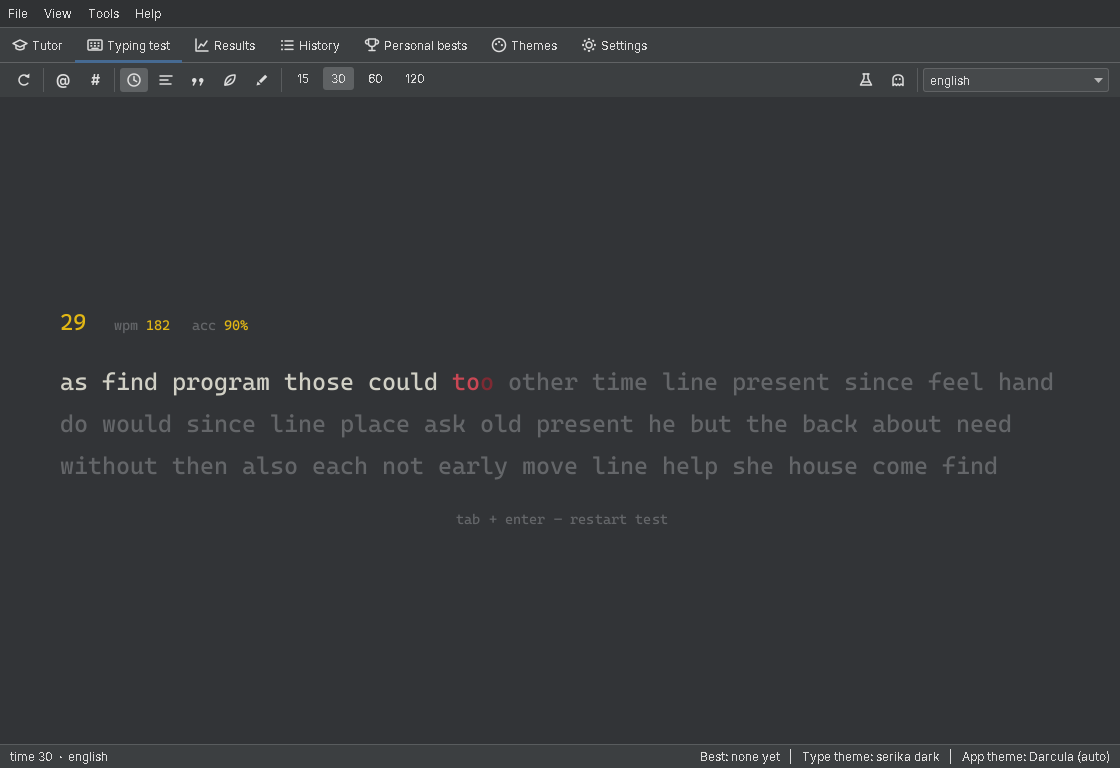 File View Tools Help
Tutor Typing test Results History Personal bests Themes Settings
@ # 15 30 60 120 english
29 wpm 182 acc 90%
as find program those could too other time line present since feel hand
do would since line place ask old present he but the back about need
without then also each not early move line help she house come find
tab + enter – restart test
time 30 · english Best: none yet Type theme: serika dark App theme: Darcula (auto)